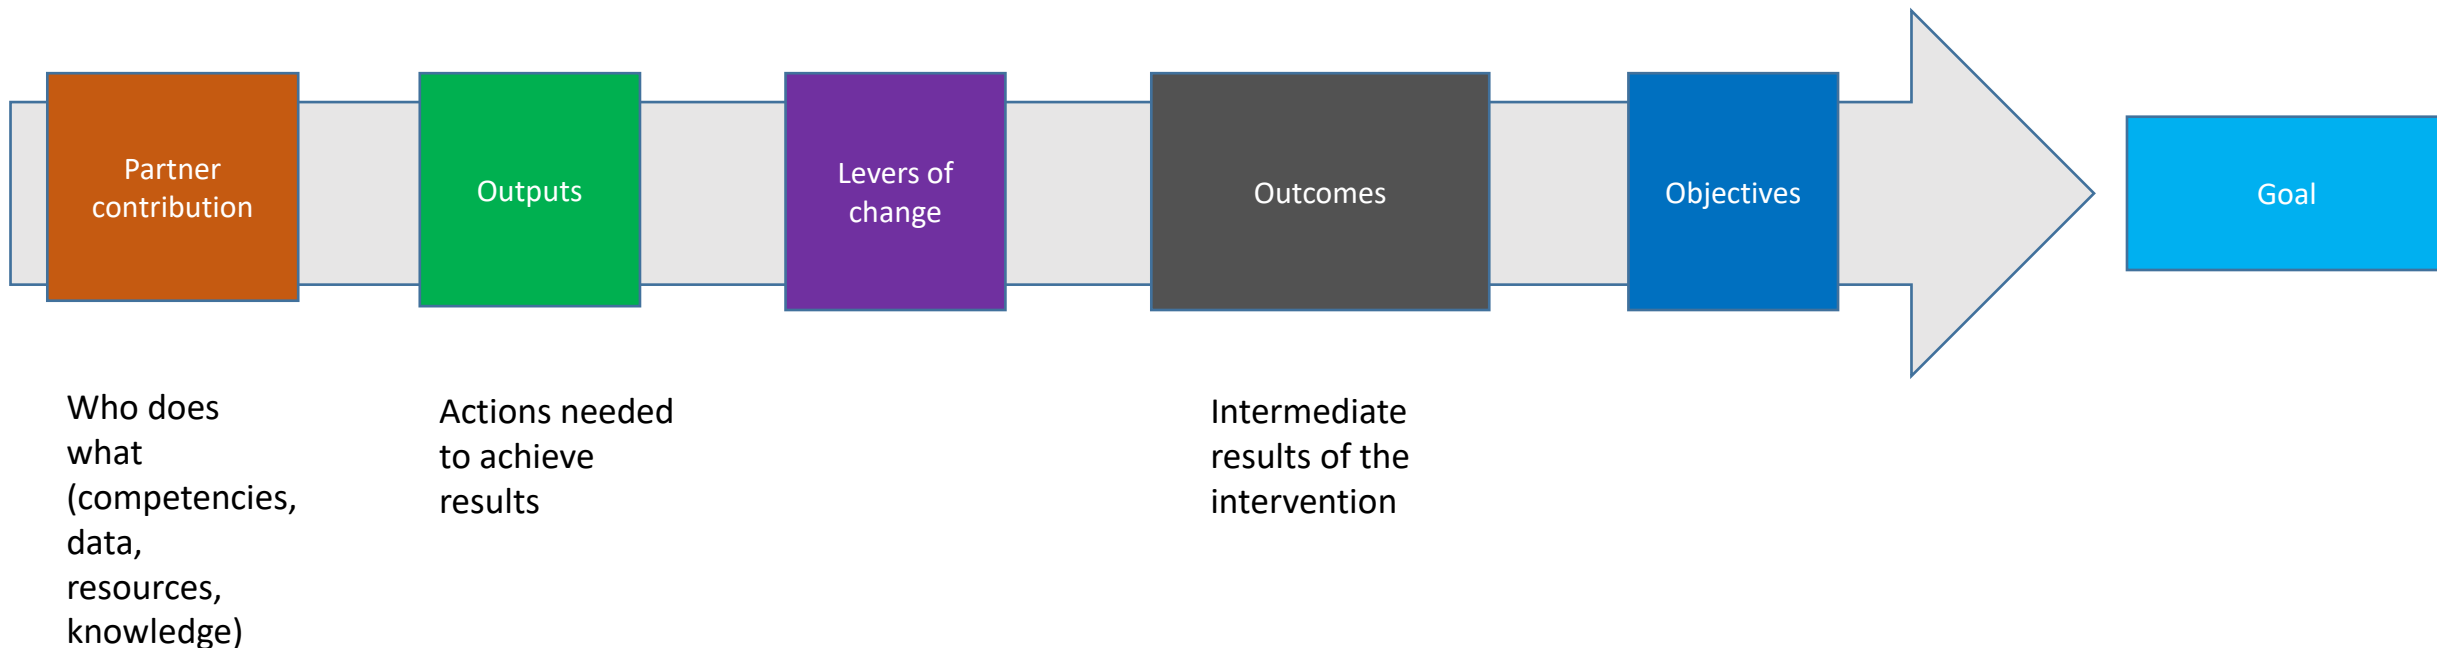 Partner
contribution
Outputs
Levers of
change
Outcomes
Objectives
Goal
Who does
what
(competencies,
data,
resources,
knowledge)
Actions needed
to achieve
results
Intermediate
results of the
intervention